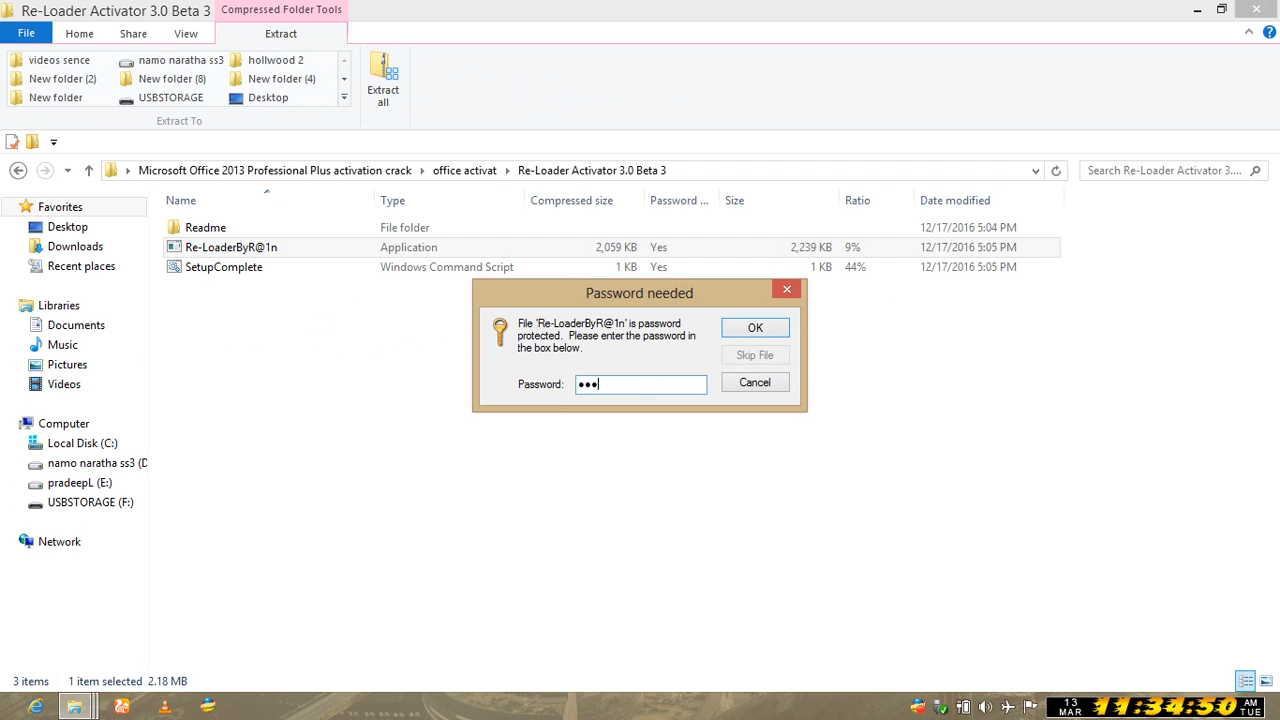 Re-Loader Activator 3.0 Beta 3
Compressed Folder Tools
File Home Share View Extract
videos sence namo naratha ss3 hollwood 2
New folder (2) New folder (8) New folder (4)
New folder USBSTORAGE Desktop
Extract To
Extract
all
Microsoft Office 2013 Professional Plus activation crack office activat Re-Loader Activator 3.0 Beta 3 Search Re-Loader Activator 3....
Name Type Compressed size Password ... Size Ratio Date modified
Readme File folder 12/17/2016 5:04 PM
Re-LoaderByR@1n Application 2,059 KB Yes 2,239 KB 9% 12/17/2016 5:05 PM
SetupComplete Windows Command Script 1 KB Yes 1 KB 44% 12/17/2016 5:05 PM
Favorites
Desktop
Downloads
Recent places
Libraries
Documents
Music
Pictures
Videos
Computer
Local Disk (C:)
namo naratha ss3 (D
pradeepL (E:)
USBSTORAGE (F:)
Network
Password needed
File 'Re-LoaderByR@1n' is password
protected. Please enter the password in
the box below.
Password: ●●●
OK
Skip File
Cancel
3 items 1 item selected 2.18 MB
13
MAR
11:34:50
AM
TUE